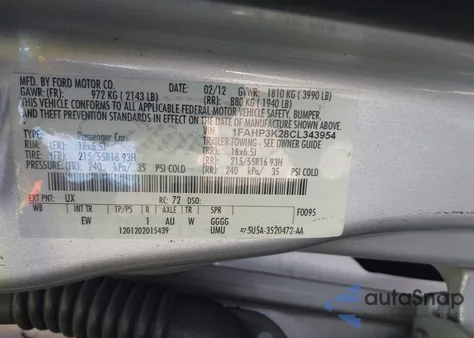 MFD. BY FORD MOTOR CO.
DATE: 02/12 GVWR: 1810 KG ( 3990 LB)
GAWR: (FR) 972 KG ( 2143 LB) (RR) 880 KG ( 1940 LB)
THIS VEHICLE CONFORMS TO ALL APPLICABLE FEDERAL MOTOR VEHICLE SAFETY, BUMPER,
AND THEFT PREVENTION STANDARDS IN EFFECT ON THE DATE OF MANUFACTURE SHOWN ABOVE.
VIN: 1FAHP3K28CL343954
TYPE: Passenger Car TRAILER TOWING - SEE OWNER GUIDE
RIM: (FR) 16x6.5J (RR) 16x6.5J
TIRE: (FR) 215/55R16 93H (RR) 215/55R16 93H
PRESSURE: (FR) 240 kPa/ 35 PSI COLD (RR) 240 kPa/ 35 PSI COLD
EXT PNT: UX RC: 72 DSO:
WB INT TR TP/PS R AXLE TR SPR F0095
EW 1 AU W GGGG
1201202015439 UMU 5U5A-3520472-AA
autoSnap